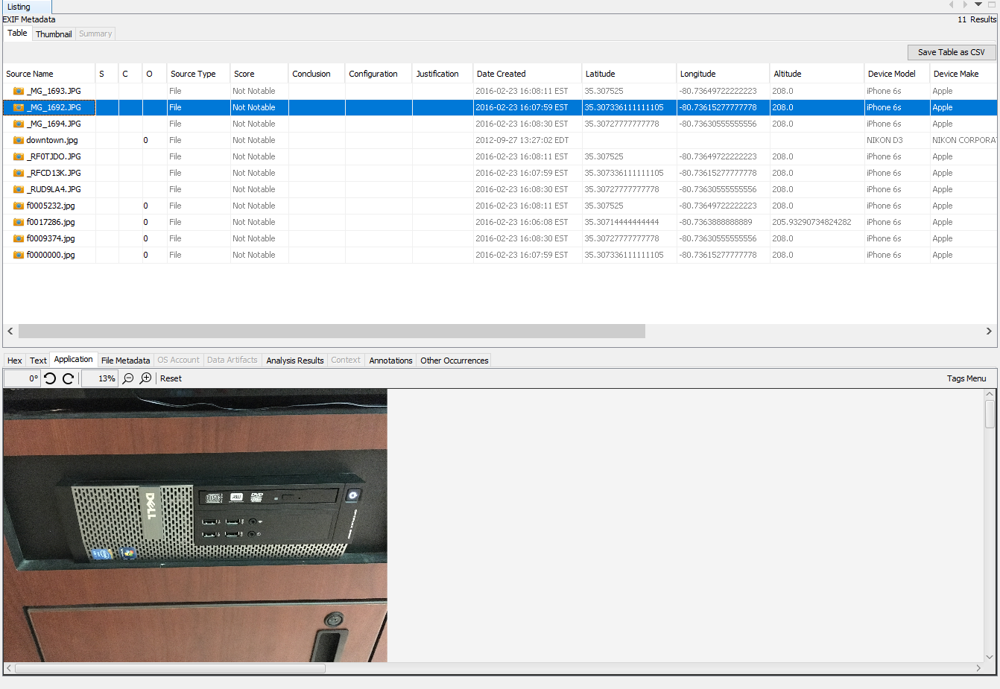 Listing
EXIF Metadata 11 Results
Table Thumbnail Summary
Save Table as CSV
Source Name S C O Source Type Score Conclusion Configuration Justification Date Created Latitude Longitude Altitude Device Model Device Make
_MG_1693.JPG File Not Notable 2016-02-23 16:08:11 EST 35.307525 -80.73649722222223 208.0 iPhone 6s Apple
_MG_1692.JPG File Not Notable 2016-02-23 16:07:59 EST 35.307336111111105 -80.73615277777778 208.0 iPhone 6s Apple
_MG_1694.JPG File Not Notable 2016-02-23 16:08:30 EST 35.30727777777778 -80.73630555555556 208.0 iPhone 6s Apple
downtown.jpg 0 File Not Notable 2012-09-27 13:27:02 EDT NIKON D3 NIKON CORPORA
_RF0TJDO.JPG File Not Notable 2016-02-23 16:08:11 EST 35.307525 -80.73649722222223 208.0 iPhone 6s Apple
_RFCD13K.JPG File Not Notable 2016-02-23 16:07:59 EST 35.307336111111105 -80.73615277777778 208.0 iPhone 6s Apple
_RUD9LA4.JPG File Not Notable 2016-02-23 16:08:30 EST 35.30727777777778 -80.73630555555556 208.0 iPhone 6s Apple
f0005232.jpg 0 File Not Notable 2016-02-23 16:08:11 EST 35.307525 -80.73649722222223 208.0 iPhone 6s Apple
f0017286.jpg 0 File Not Notable 2016-02-23 16:06:08 EST 35.30714444444444 -80.7363888888889 205.93290734824282 iPhone 6s Apple
f0009374.jpg 0 File Not Notable 2016-02-23 16:08:30 EST 35.30727777777778 -80.73630555555556 208.0 iPhone 6s Apple
f0000000.jpg 0 File Not Notable 2016-02-23 16:07:59 EST 35.307336111111105 -80.73615277777778 208.0 iPhone 6s Apple
Hex Text Application File Metadata OS Account Data Artifacts Analysis Results Context Annotations Other Occurrences
0° 13% Reset Tags Menu
DELL
RW DVD